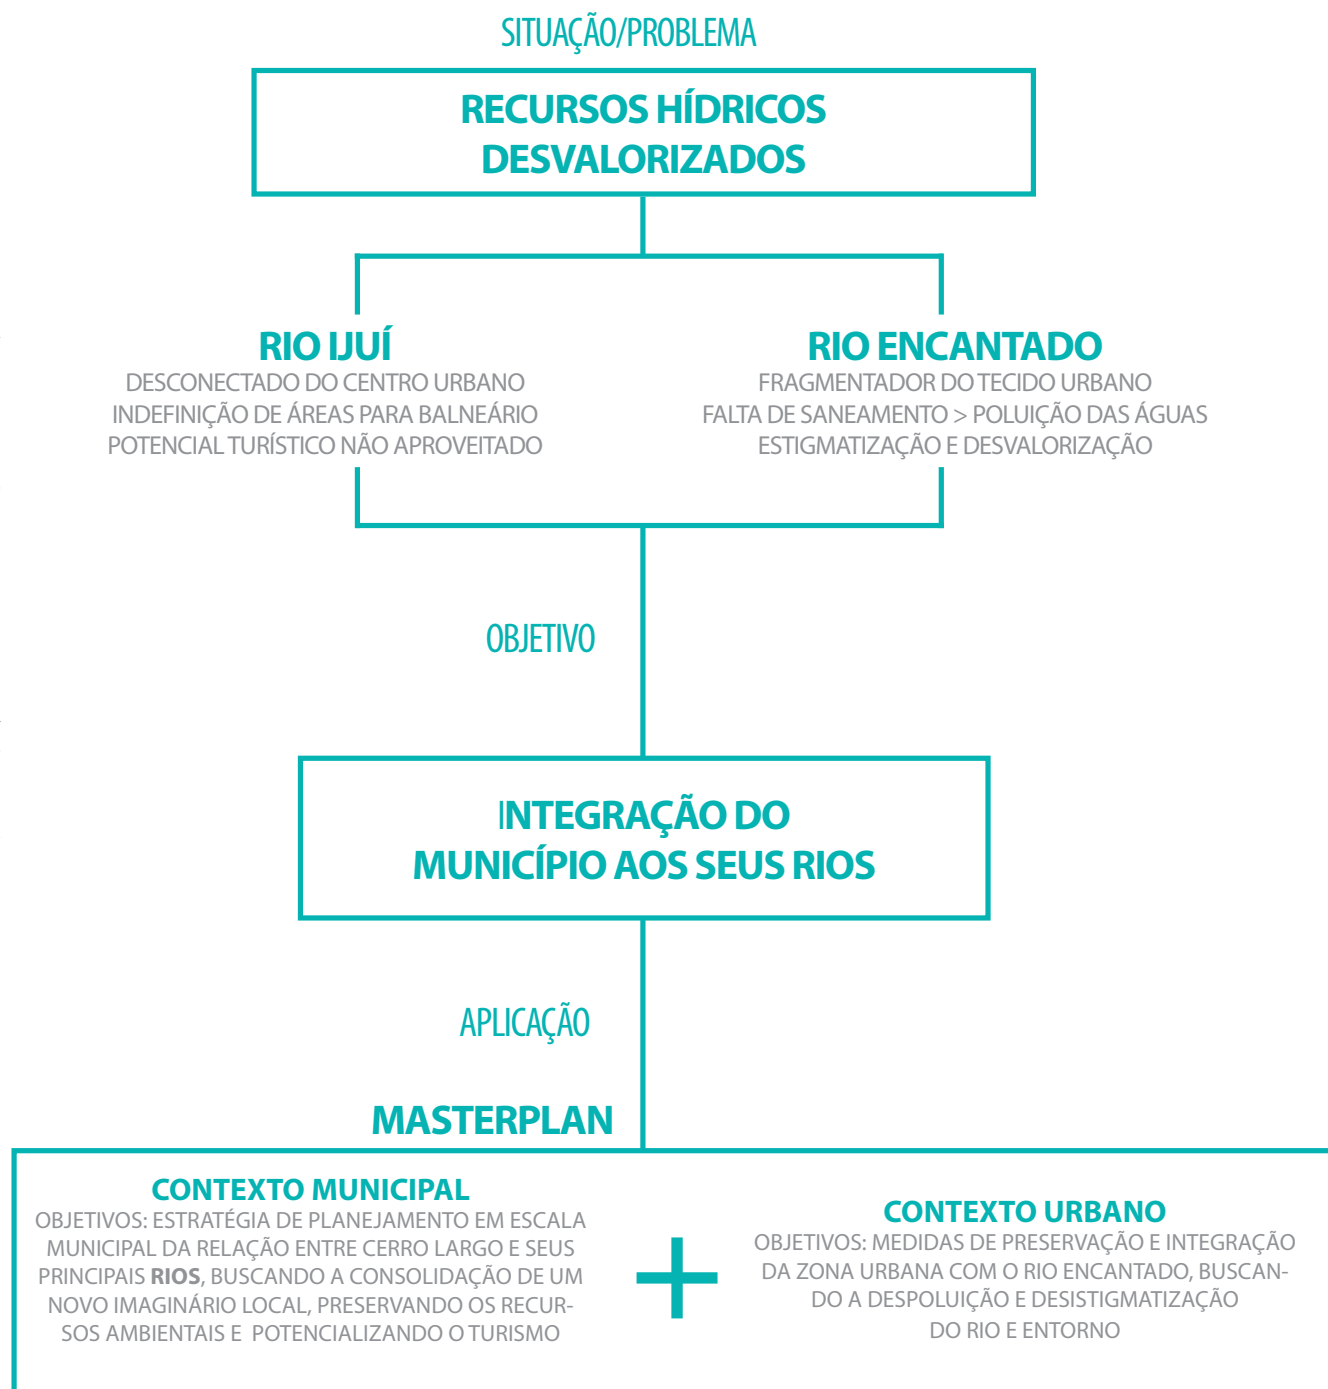 SITUAÇÃO/PROBLEMA
RECURSOS HÍDRICOS
DESVALORIZADOS
RIO IJUÍ
DESCONECTADO DO CENTRO URBANO
INDEFINIÇÃO DE ÁREAS PARA BALNEÁRIO
POTENCIAL TURÍSTICO NÃO APROVEITADO
RIO ENCANTADO
FRAGMENTADOR DO TECIDO URBANO
FALTA DE SANEAMENTO > POLUIÇÃO DAS ÁGUAS
ESTIGMATIZAÇÃO E DESVALORIZAÇÃO
OBJETIVO
INTEGRAÇÃO DO
MUNICÍPIO AOS SEUS RIOS
APLICAÇÃO
MASTERPLAN
CONTEXTO MUNICIPAL
OBJETIVOS: ESTRATÉGIA DE PLANEJAMENTO EM ESCALA
MUNICIPAL DA RELAÇÃO ENTRE CERRO LARGO E SEUS
PRINCIPAIS RIOS, BUSCANDO A CONSOLIDAÇÃO DE UM
NOVO IMAGINÁRIO LOCAL, PRESERVANDO OS RECUR-
SOS AMBIENTAIS E POTENCIALIZANDO O TURISMO
+
CONTEXTO URBANO
OBJETIVOS: MEDIDAS DE PRESERVAÇÃO E INTEGRAÇÃO
DA ZONA URBANA COM O RIO ENCANTADO, BUSCAN-
DO A DESPOLUIÇÃO E DESISTIGMATIZAÇÃO
DO RIO E ENTORNO